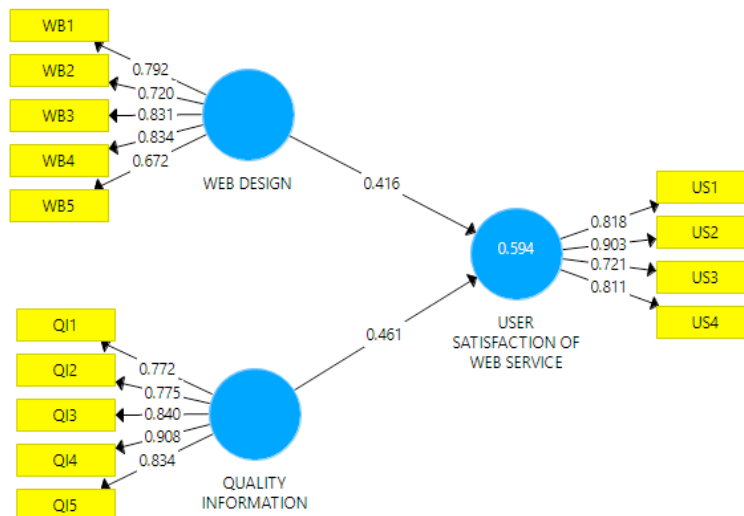 WB1
WB2
WB3
WB4
WB5
0.792
0.720
0.831
0.834
0.672
WEB DESIGN
0.416
US1
US2
US3
US4
0.818
0.903
0.721
0.811
0.594
USER
SATISFACTION OF
WEB SERVICE
0.461
QI1
QI2
QI3
QI4
QI5
0.772
0.775
0.840
0.908
0.834
QUALITY
INFORMATION